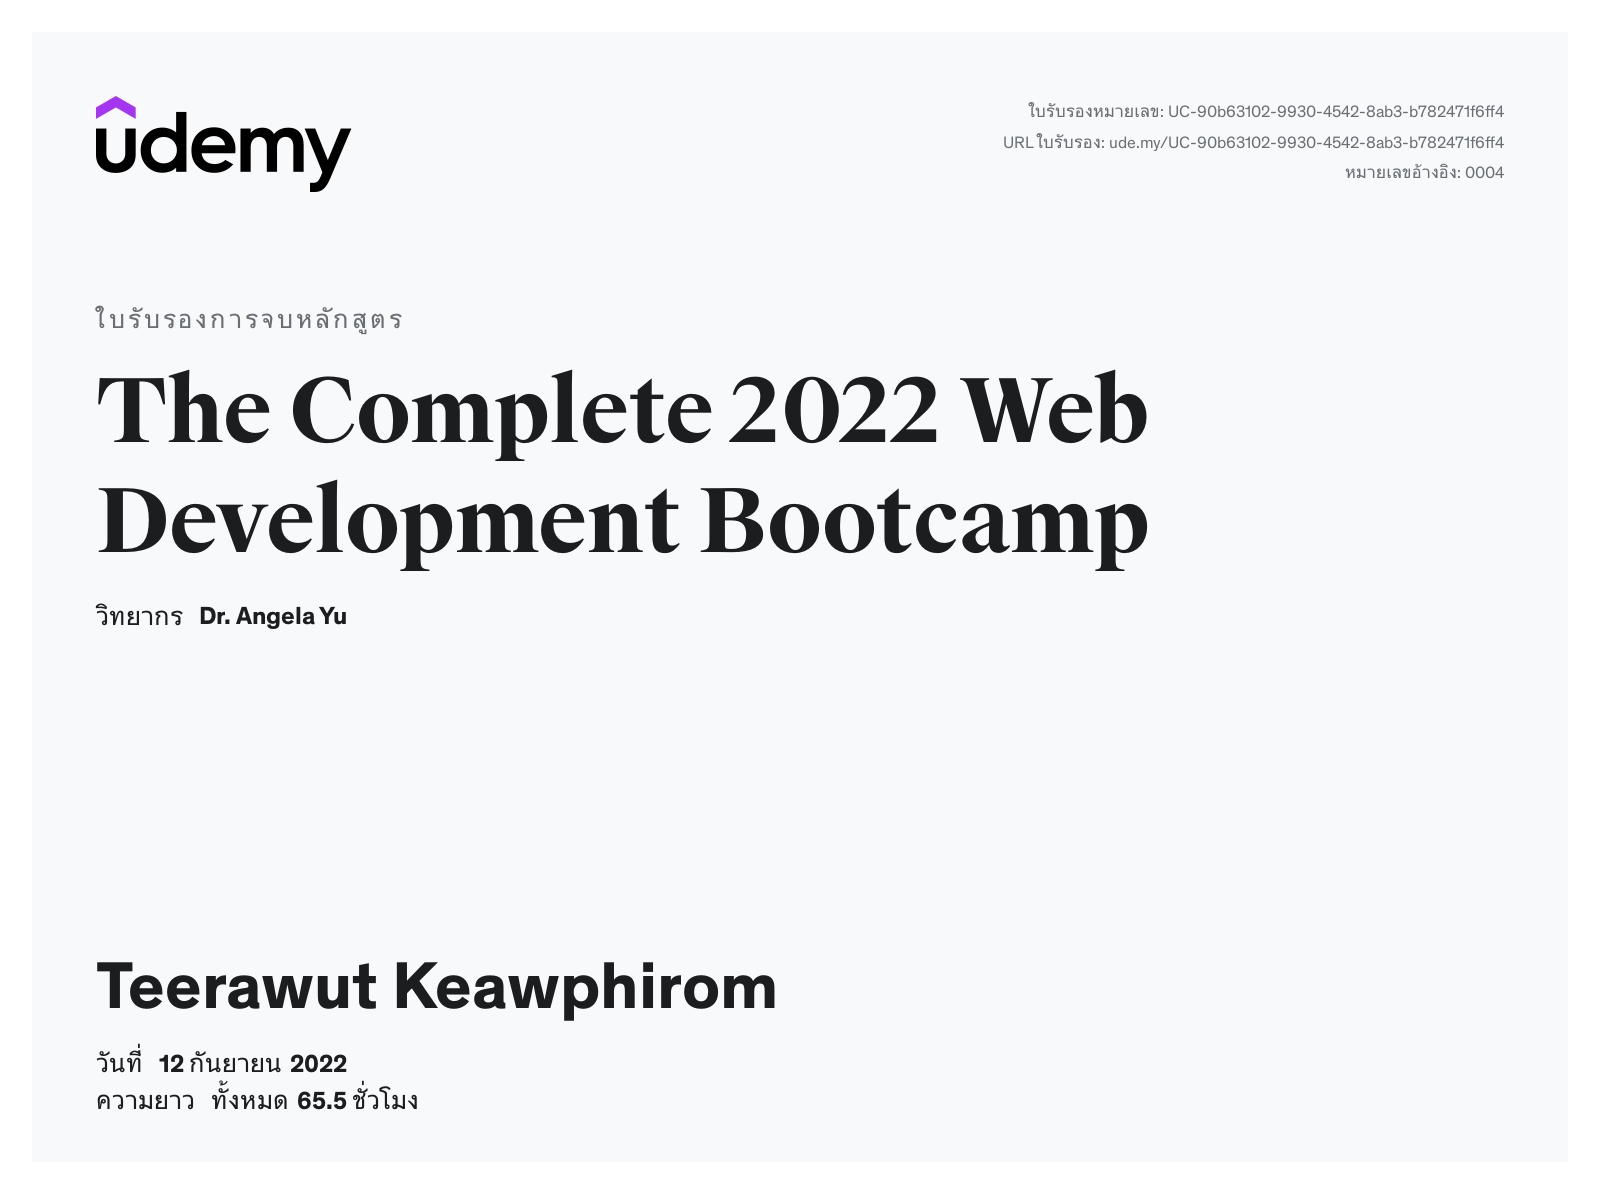 udemy
ใบรับรองหมายเลข: UC-90b63102-9930-4542-8ab3-b782471f6ff4
URL ใบรับรอง: ude.my/UC-90b63102-9930-4542-8ab3-b782471f6ff4
หมายเลขอ้างอิง: 0004
ใบรับรองการจบหลักสูตร
The Complete 2022 Web
Development Bootcamp
วิทยากร Dr. Angela Yu
Teerawut Keawphirom
วันที่ 12 กันยายน 2022
ความยาว ทั้งหมด 65.5 ชั่วโมง